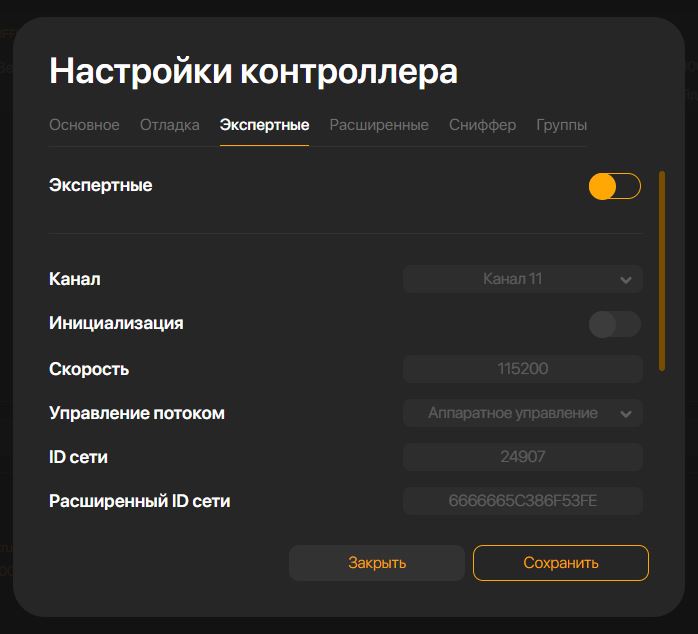 Настройки контроллера
Основное Отладка Экспертные Расширенные Сниффер Группы
Экспертные
Канал Канал 11
Инициализация
Скорость 115200
Управление потоком Аппаратное управление
ID сети 24907
Расширенный ID сети 6666665C386F53FE
Закрыть Сохранить